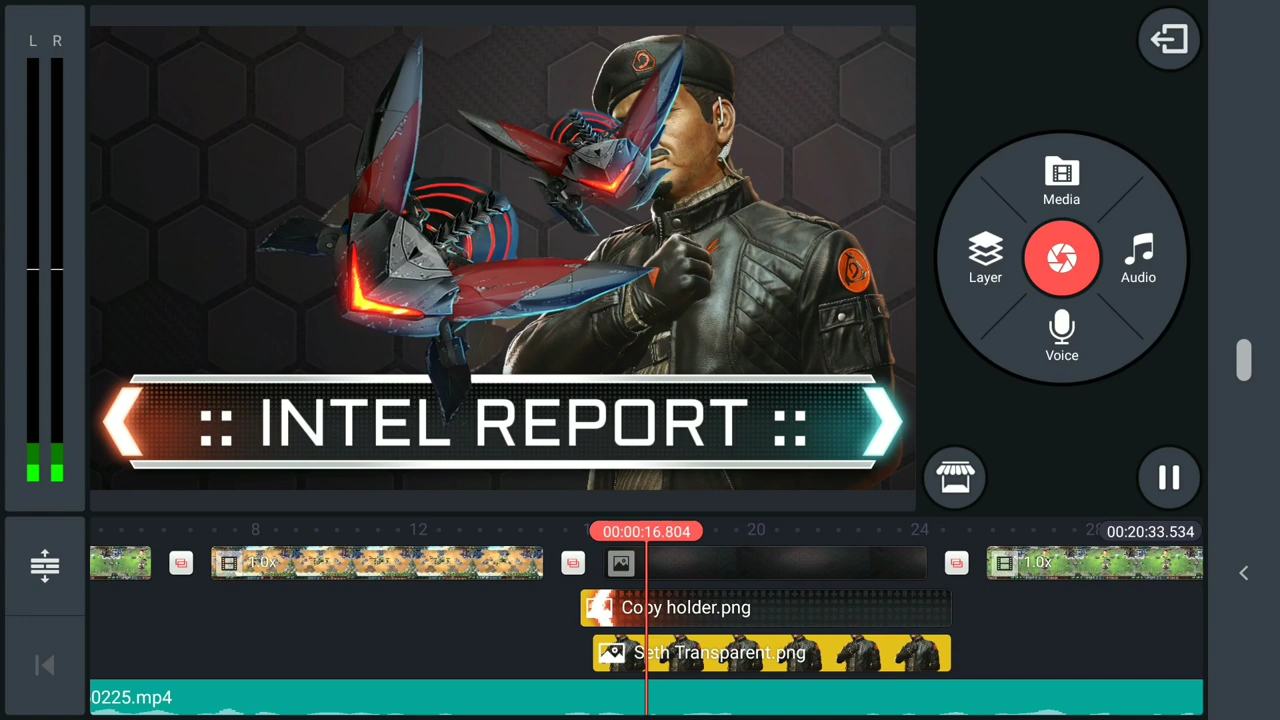 L R
Media
Layer
Audio
Voice
:: INTEL REPORT ::
8
12
00:00:16.804
20
24
00:20:33.534
1.0x
1.0x
Copy holder.png
Seth Transparent.png
0225.mp4